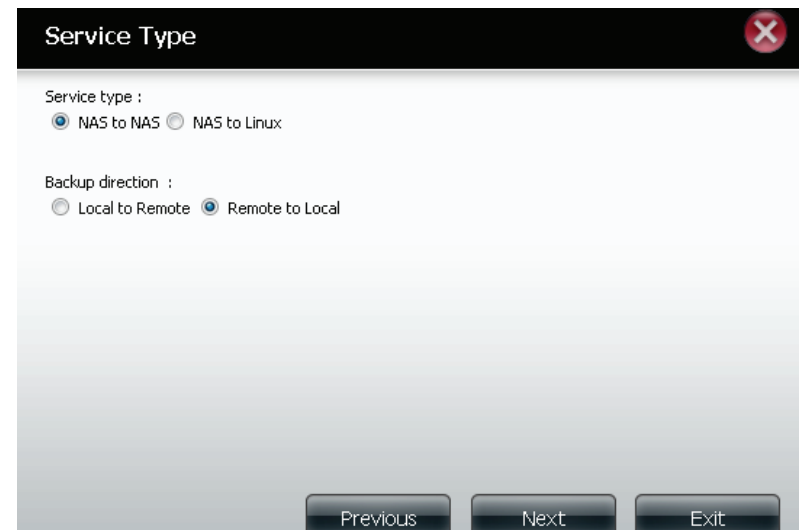 Service Type
Service type :
NAS to NAS NAS to Linux
Backup direction :
Local to Remote Remote to Local
Previous Next Exit